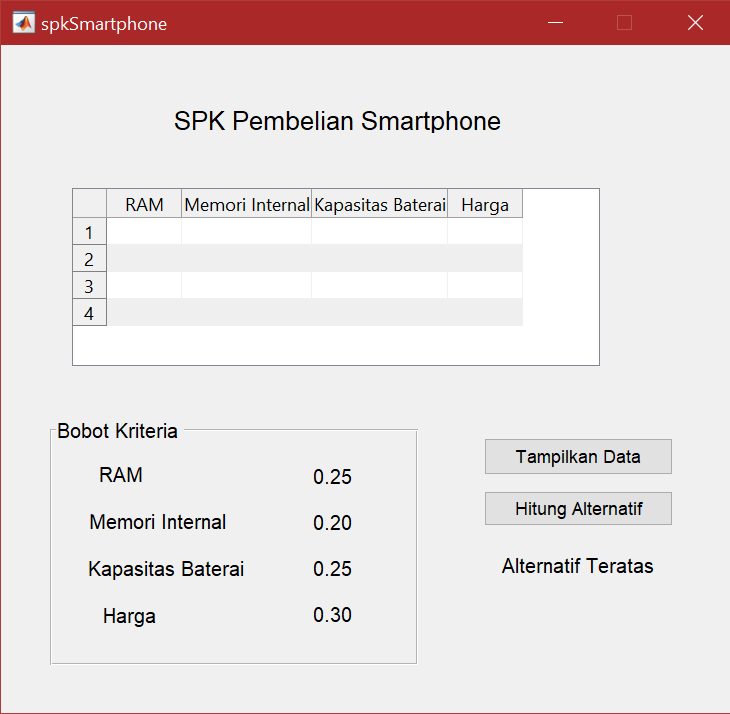 spkSmartphone
SPK Pembelian Smartphone
RAM Memori Internal Kapasitas Baterai Harga
1
2
3
4
Bobot Kriteria
RAM 0.25
Memori Internal 0.20
Kapasitas Baterai 0.25
Harga 0.30
Tampilkan Data
Hitung Alternatif
Alternatif Teratas